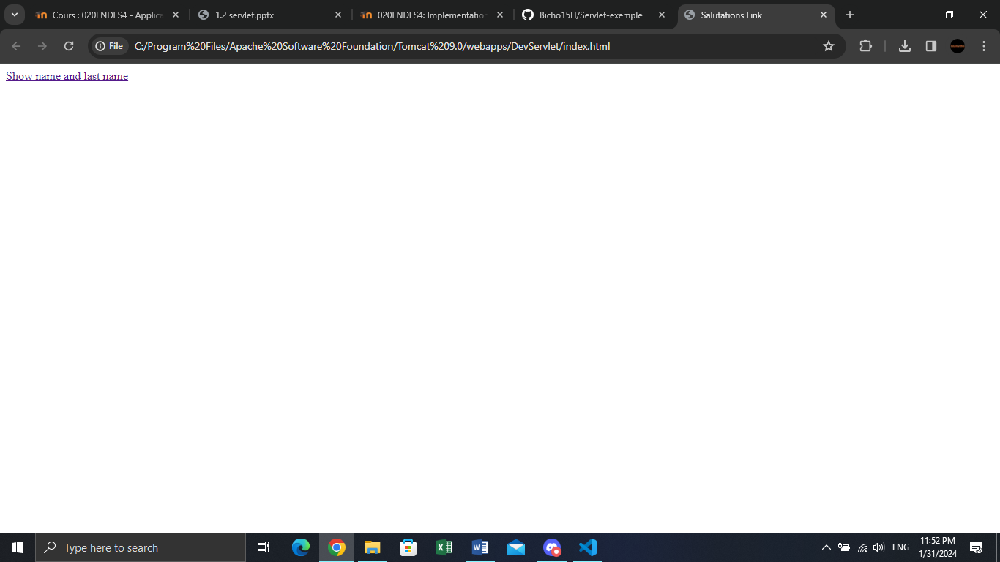 Cours : 020ENDES4 - Applica
1.2 servlet.pptx
020ENDES4: Implémentation
Bicho15H/Servlet-exemple
Salutations Link
File
C:/Program%20Files/Apache%20Software%20Foundation/Tomcat%209.0/webapps/DevServlet/index.html
Show name and last name
Type here to search
ENG
11:52 PM
1/31/2024